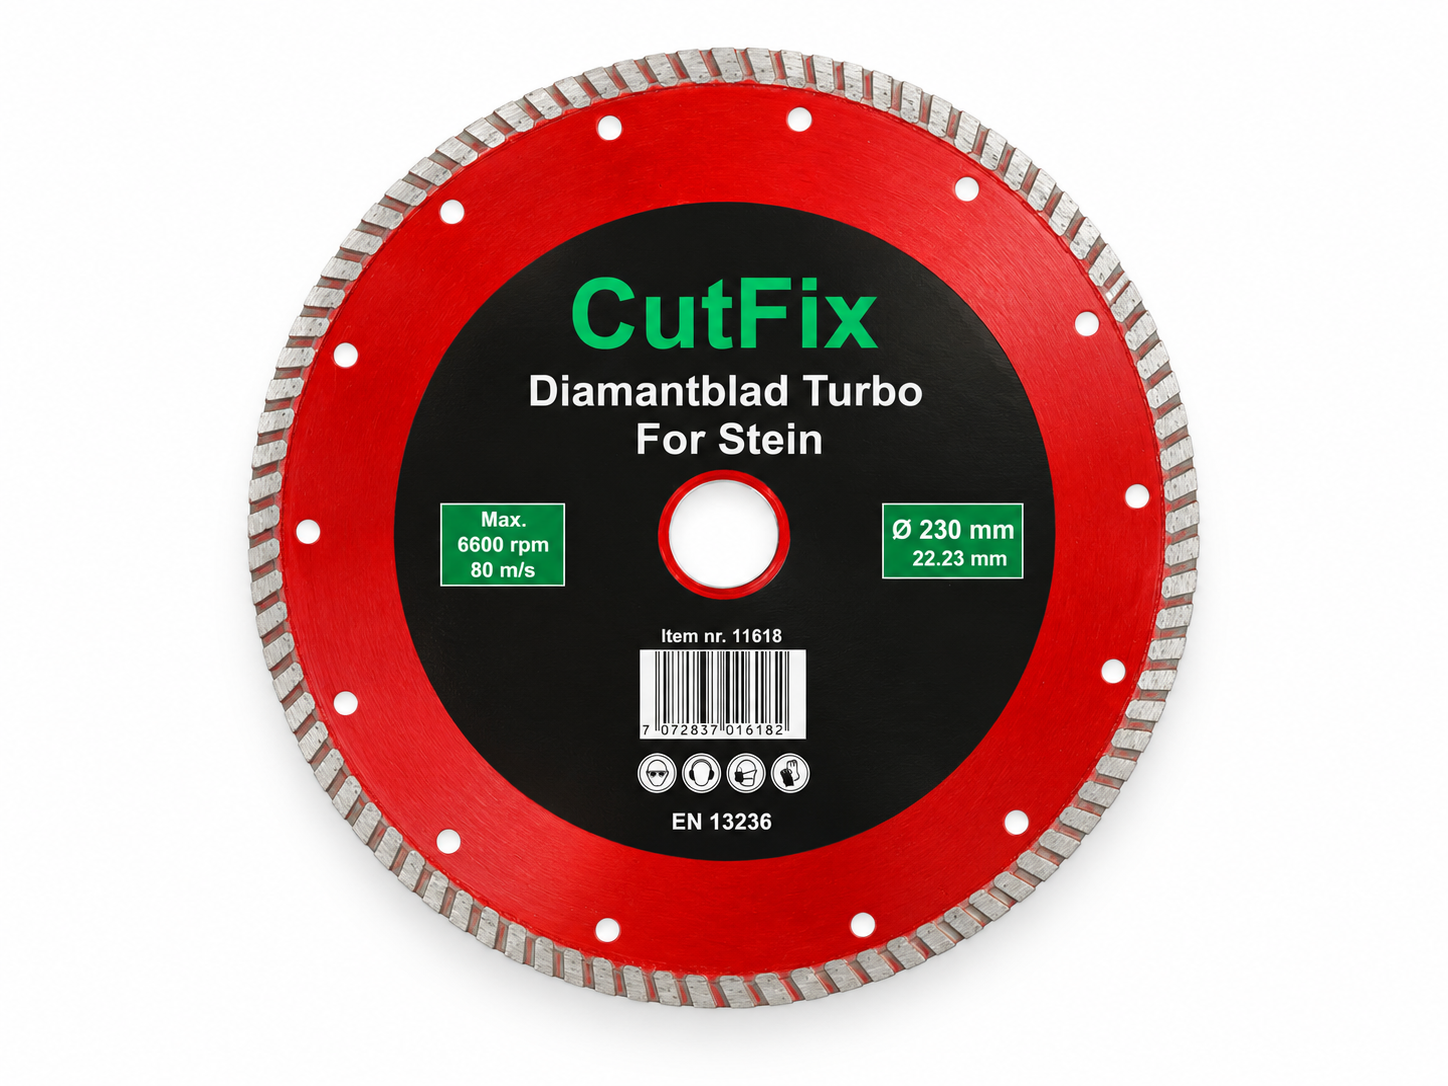 CutFix
Diamantblad Turbo
For Stein
Max.
6600 rpm
80 m/s
Ø 230 mm
22.23 mm
Item nr. 11618
7 072837 016182
EN 13236